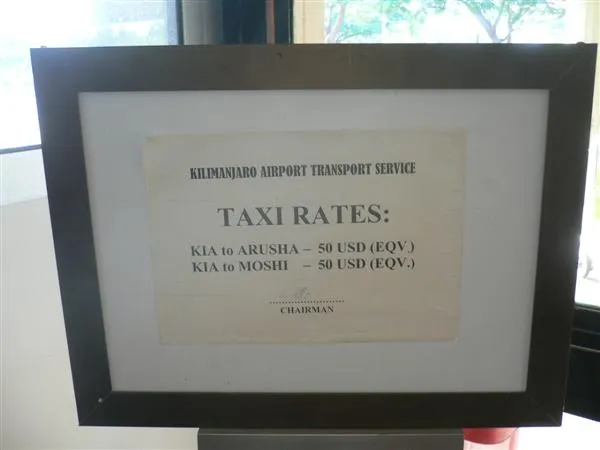 KILIMANJARO AIRPORT TRANSPORT SERVICE
TAXI RATES:
KIA to ARUSHA – 50 USD (EQV.)
KIA to MOSHI – 50 USD (EQV.)
CHAIRMAN